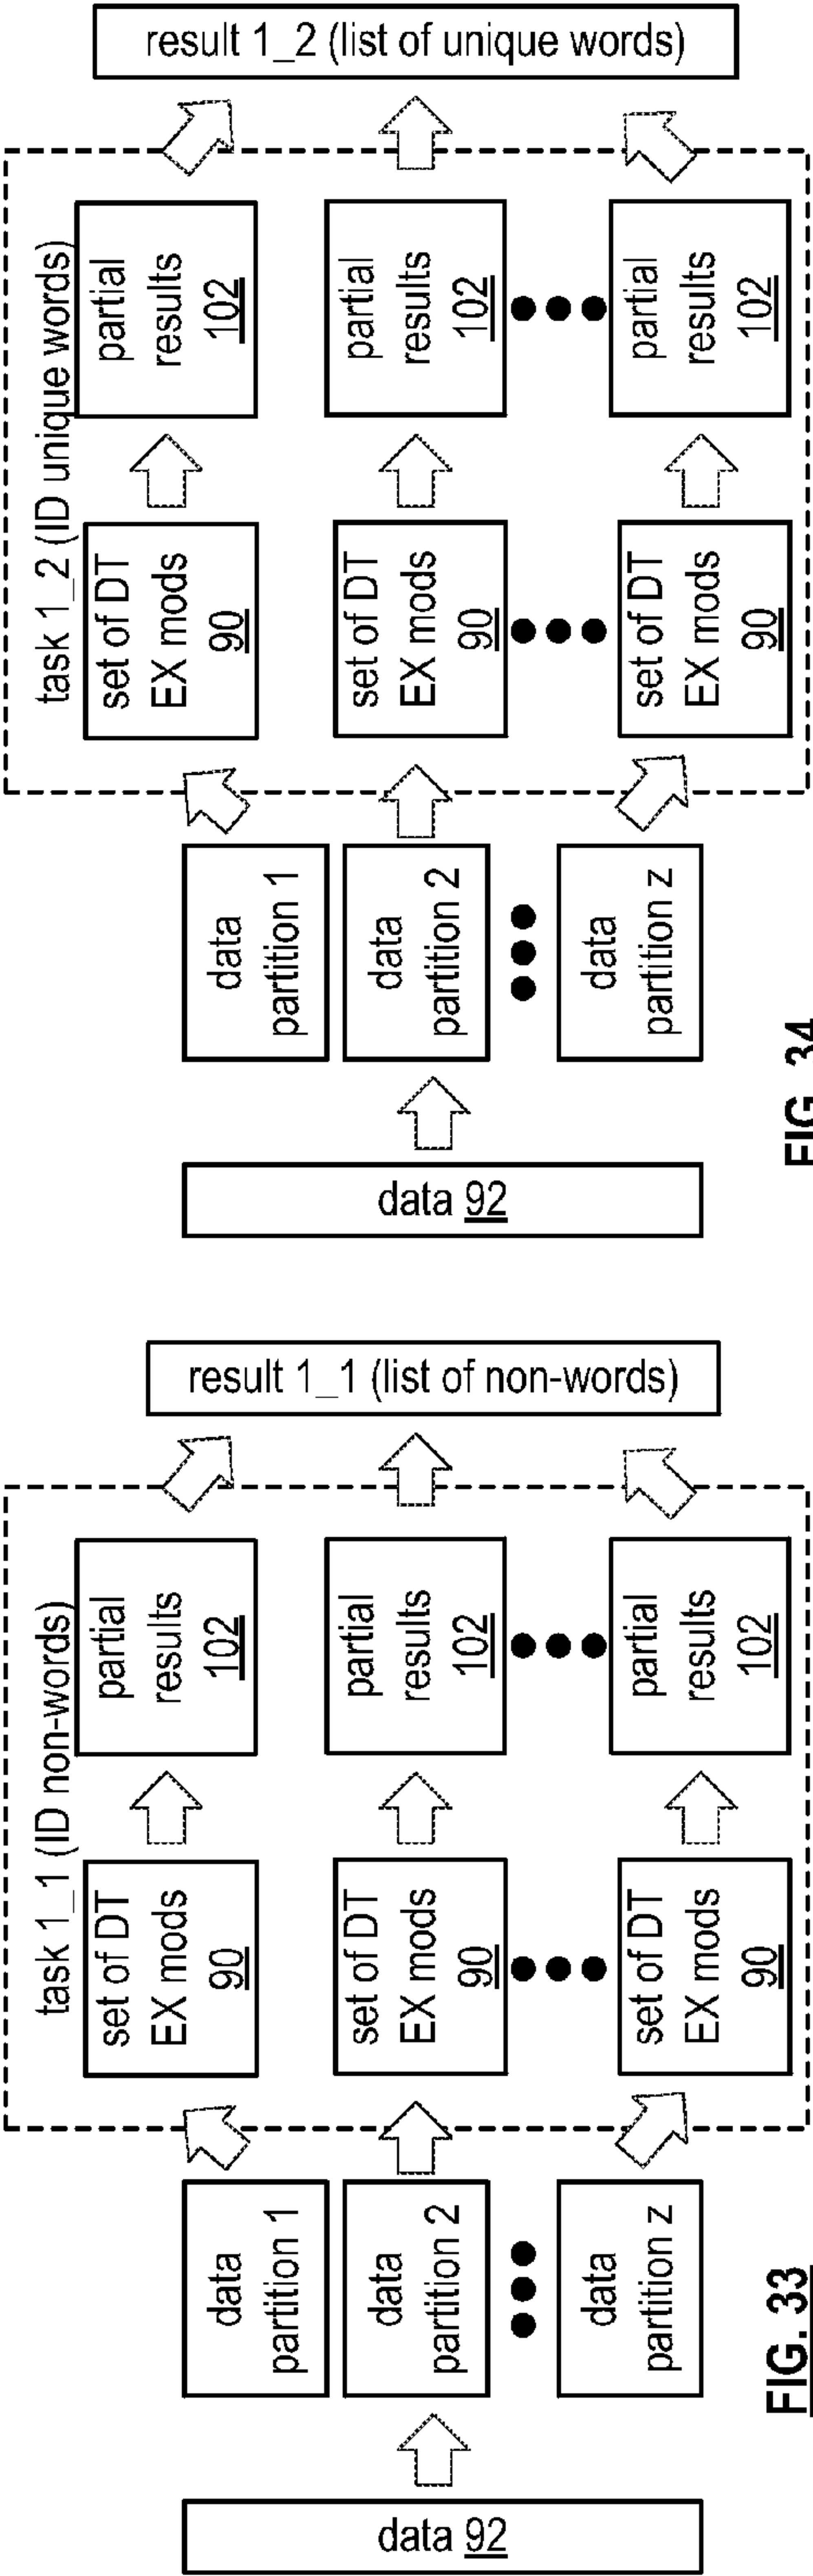 task 1_1 (ID non-words)
data 92
data
partition 1
data
partition 2
data
partition z
set of DT
EX mods
90
set of DT
EX mods
90
set of DT
EX mods
90
partial
results
102
partial
results
102
partial
results
102
result 1_1 (list of non-words)
FIG. 33
task 1_2 (ID unique words)
data 92
data
partition 1
data
partition 2
data
partition z
set of DT
EX mods
90
set of DT
EX mods
90
set of DT
EX mods
90
partial
results
102
partial
results
102
partial
results
102
result 1_2 (list of unique words)
FIG. 34